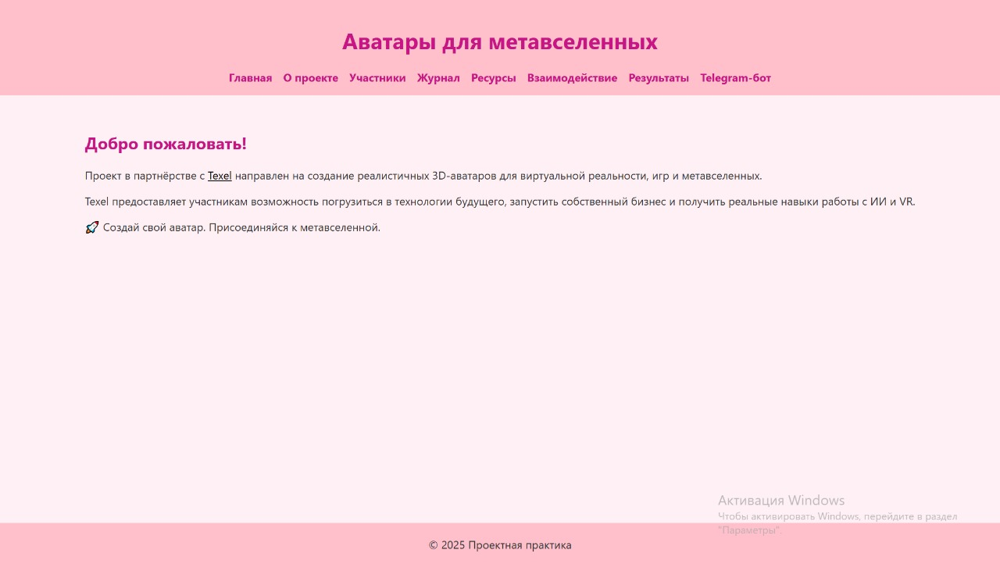 Аватары для метавселенных
Главная О проекте Участники Журнал Ресурсы Взаимодействие Результаты Telegram-бот
Добро пожаловать!
Проект в партнёрстве с Texel направлен на создание реалистичных 3D-аватаров для виртуальной реальности, игр и метавселенных.
Texel предоставляет участникам возможность погрузиться в технологии будущего, запустить собственный бизнес и получить реальные навыки работы с ИИ и VR.
🚀 Создай свой аватар. Присоединяйся к метавселенной.
Активация Windows
Чтобы активировать Windows, перейдите в раздел
"Параметры".
© 2025 Проектная практика